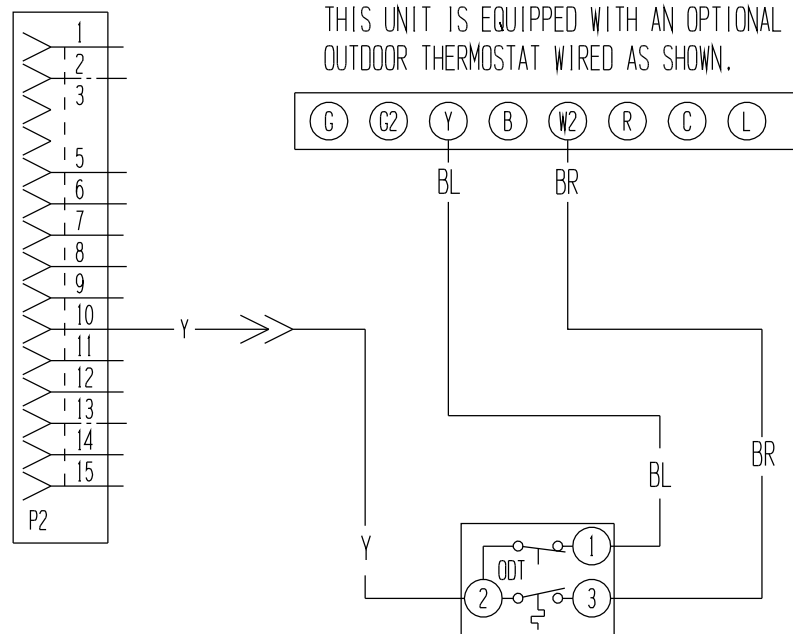 THIS UNIT IS EQUIPPED WITH AN OPTIONAL
OUTDOOR THERMOSTAT WIRED AS SHOWN.
G G2 Y B W2 R C L
BL BR
1
2
3
5
6
7
8
9
10 Y
11
12
13
14
15
P2
BL BR
Y
1
ODT
2 3